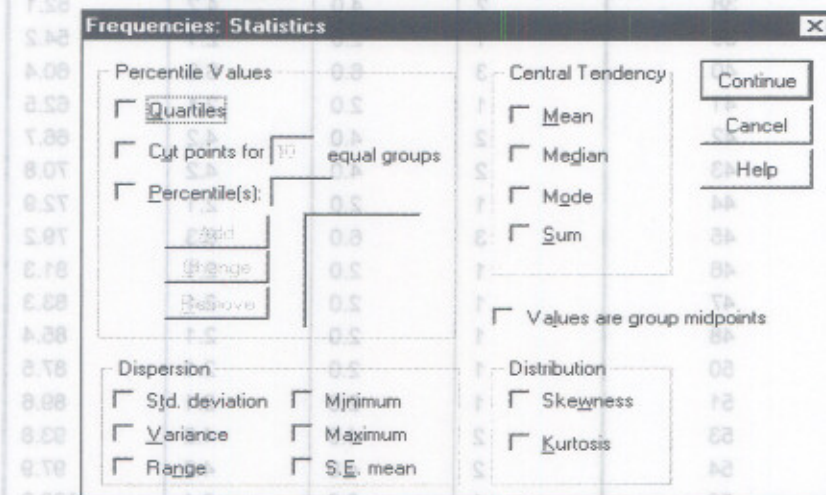 Frequencies: Statistics
Percentile Values
Quartiles
Cut points for 10 equal groups
Percentile(s):
Add
Change
Remove
Central Tendency
Mean
Median
Mode
Sum
Continue
Cancel
Help
Values are group midpoints
Dispersion
Std. deviation
Minimum
Variance
Maximum
Range
S.E. mean
Distribution
Skewness
Kurtosis